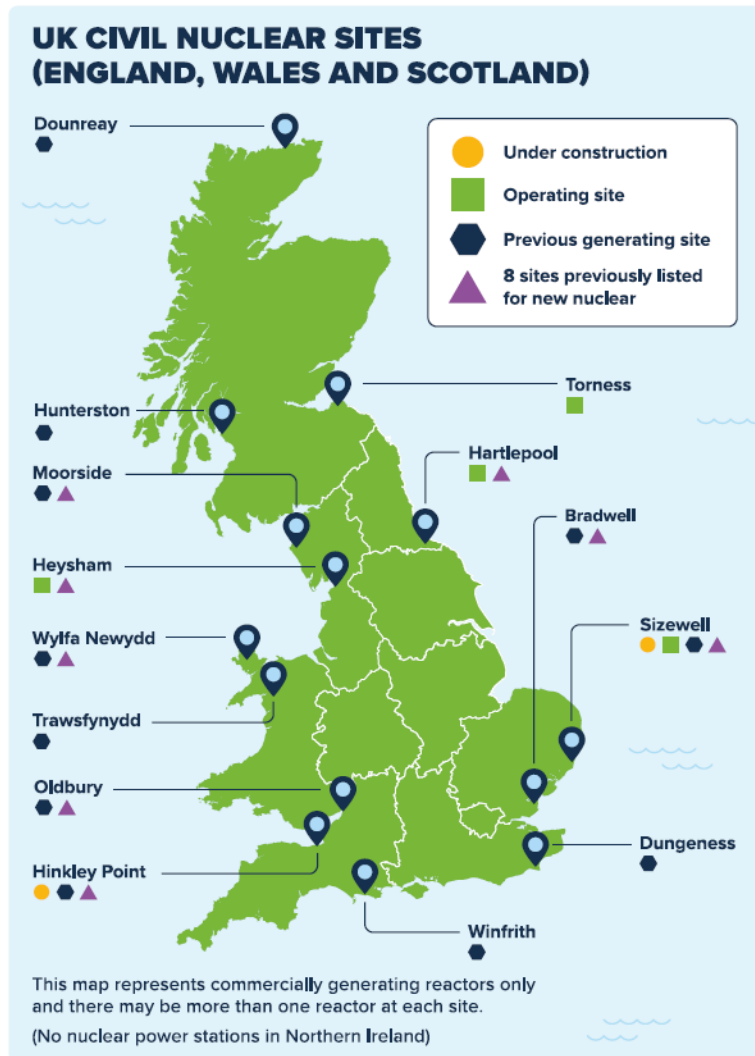 UK CIVIL NUCLEAR SITES
(ENGLAND, WALES AND SCOTLAND)
Dounreay
Under construction
Operating site
Previous generating site
8 sites previously listed
for new nuclear
Hunterston
Torness
Moorside
Hartlepool
Bradwell
Heysham
Wylfa Newydd
Sizewell
Trawsfynydd
Oldbury
Dungeness
Hinkley Point
Winfrith
This map represents commercially generating reactors only
and there may be more than one reactor at each site.
(No nuclear power stations in Northern Ireland)